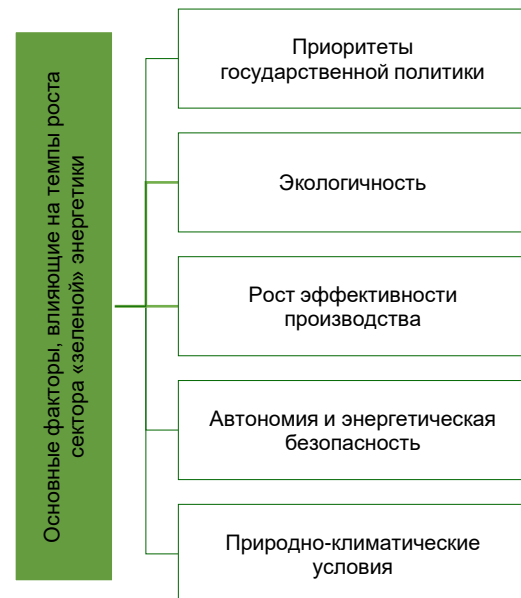 Основные факторы, влияющие на темпы роста
сектора «зеленой» энергетики
Приоритеты
государственной политики
Экологичность
Рост эффективности
производства
Автономия и энергетическая
безопасность
Природно-климатические
условия